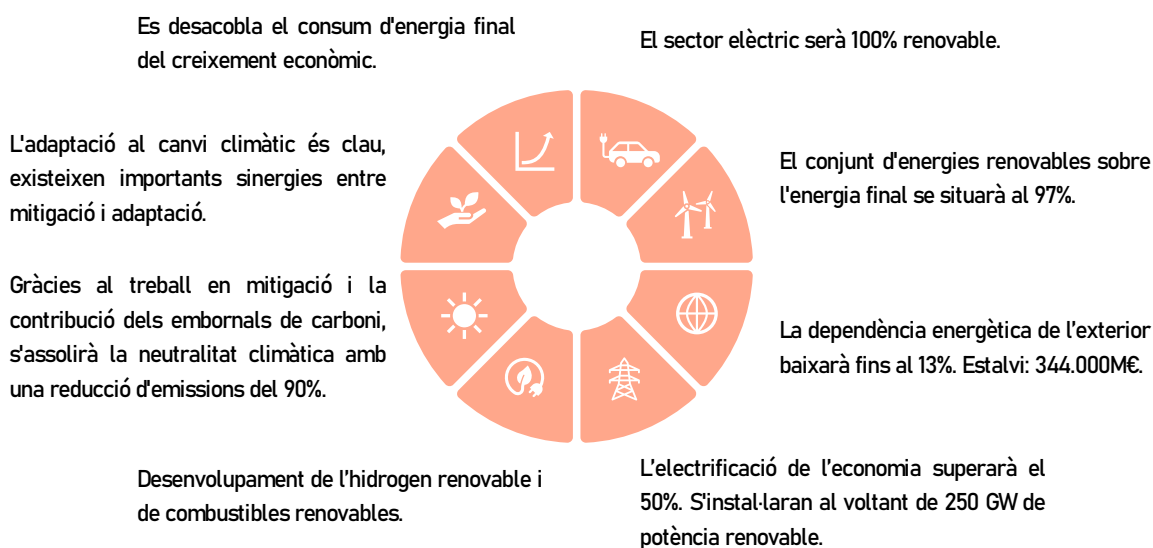 Es desacobla el consum d'energia final
del creixement econòmic.
El sector elèctric serà 100% renovable.
L'adaptació al canvi climàtic és clau,
existeixen importants sinergies entre
mitigació i adaptació.
El conjunt d'energies renovables sobre
l'energia final se situarà al 97%.
Gràcies al treball en mitigació i la
contribució dels embornals de carboni,
s'assolirà la neutralitat climàtica amb
una reducció d'emissions del 90%.
La dependència energètica de l’exterior
baixarà fins al 13%. Estalvi: 344.000M€.
Desenvolupament de l’hidrogen renovable i
de combustibles renovables.
L’electrificació de l’economia superarà el
50%. S'instal·laran al voltant de 250 GW de
potència renovable.